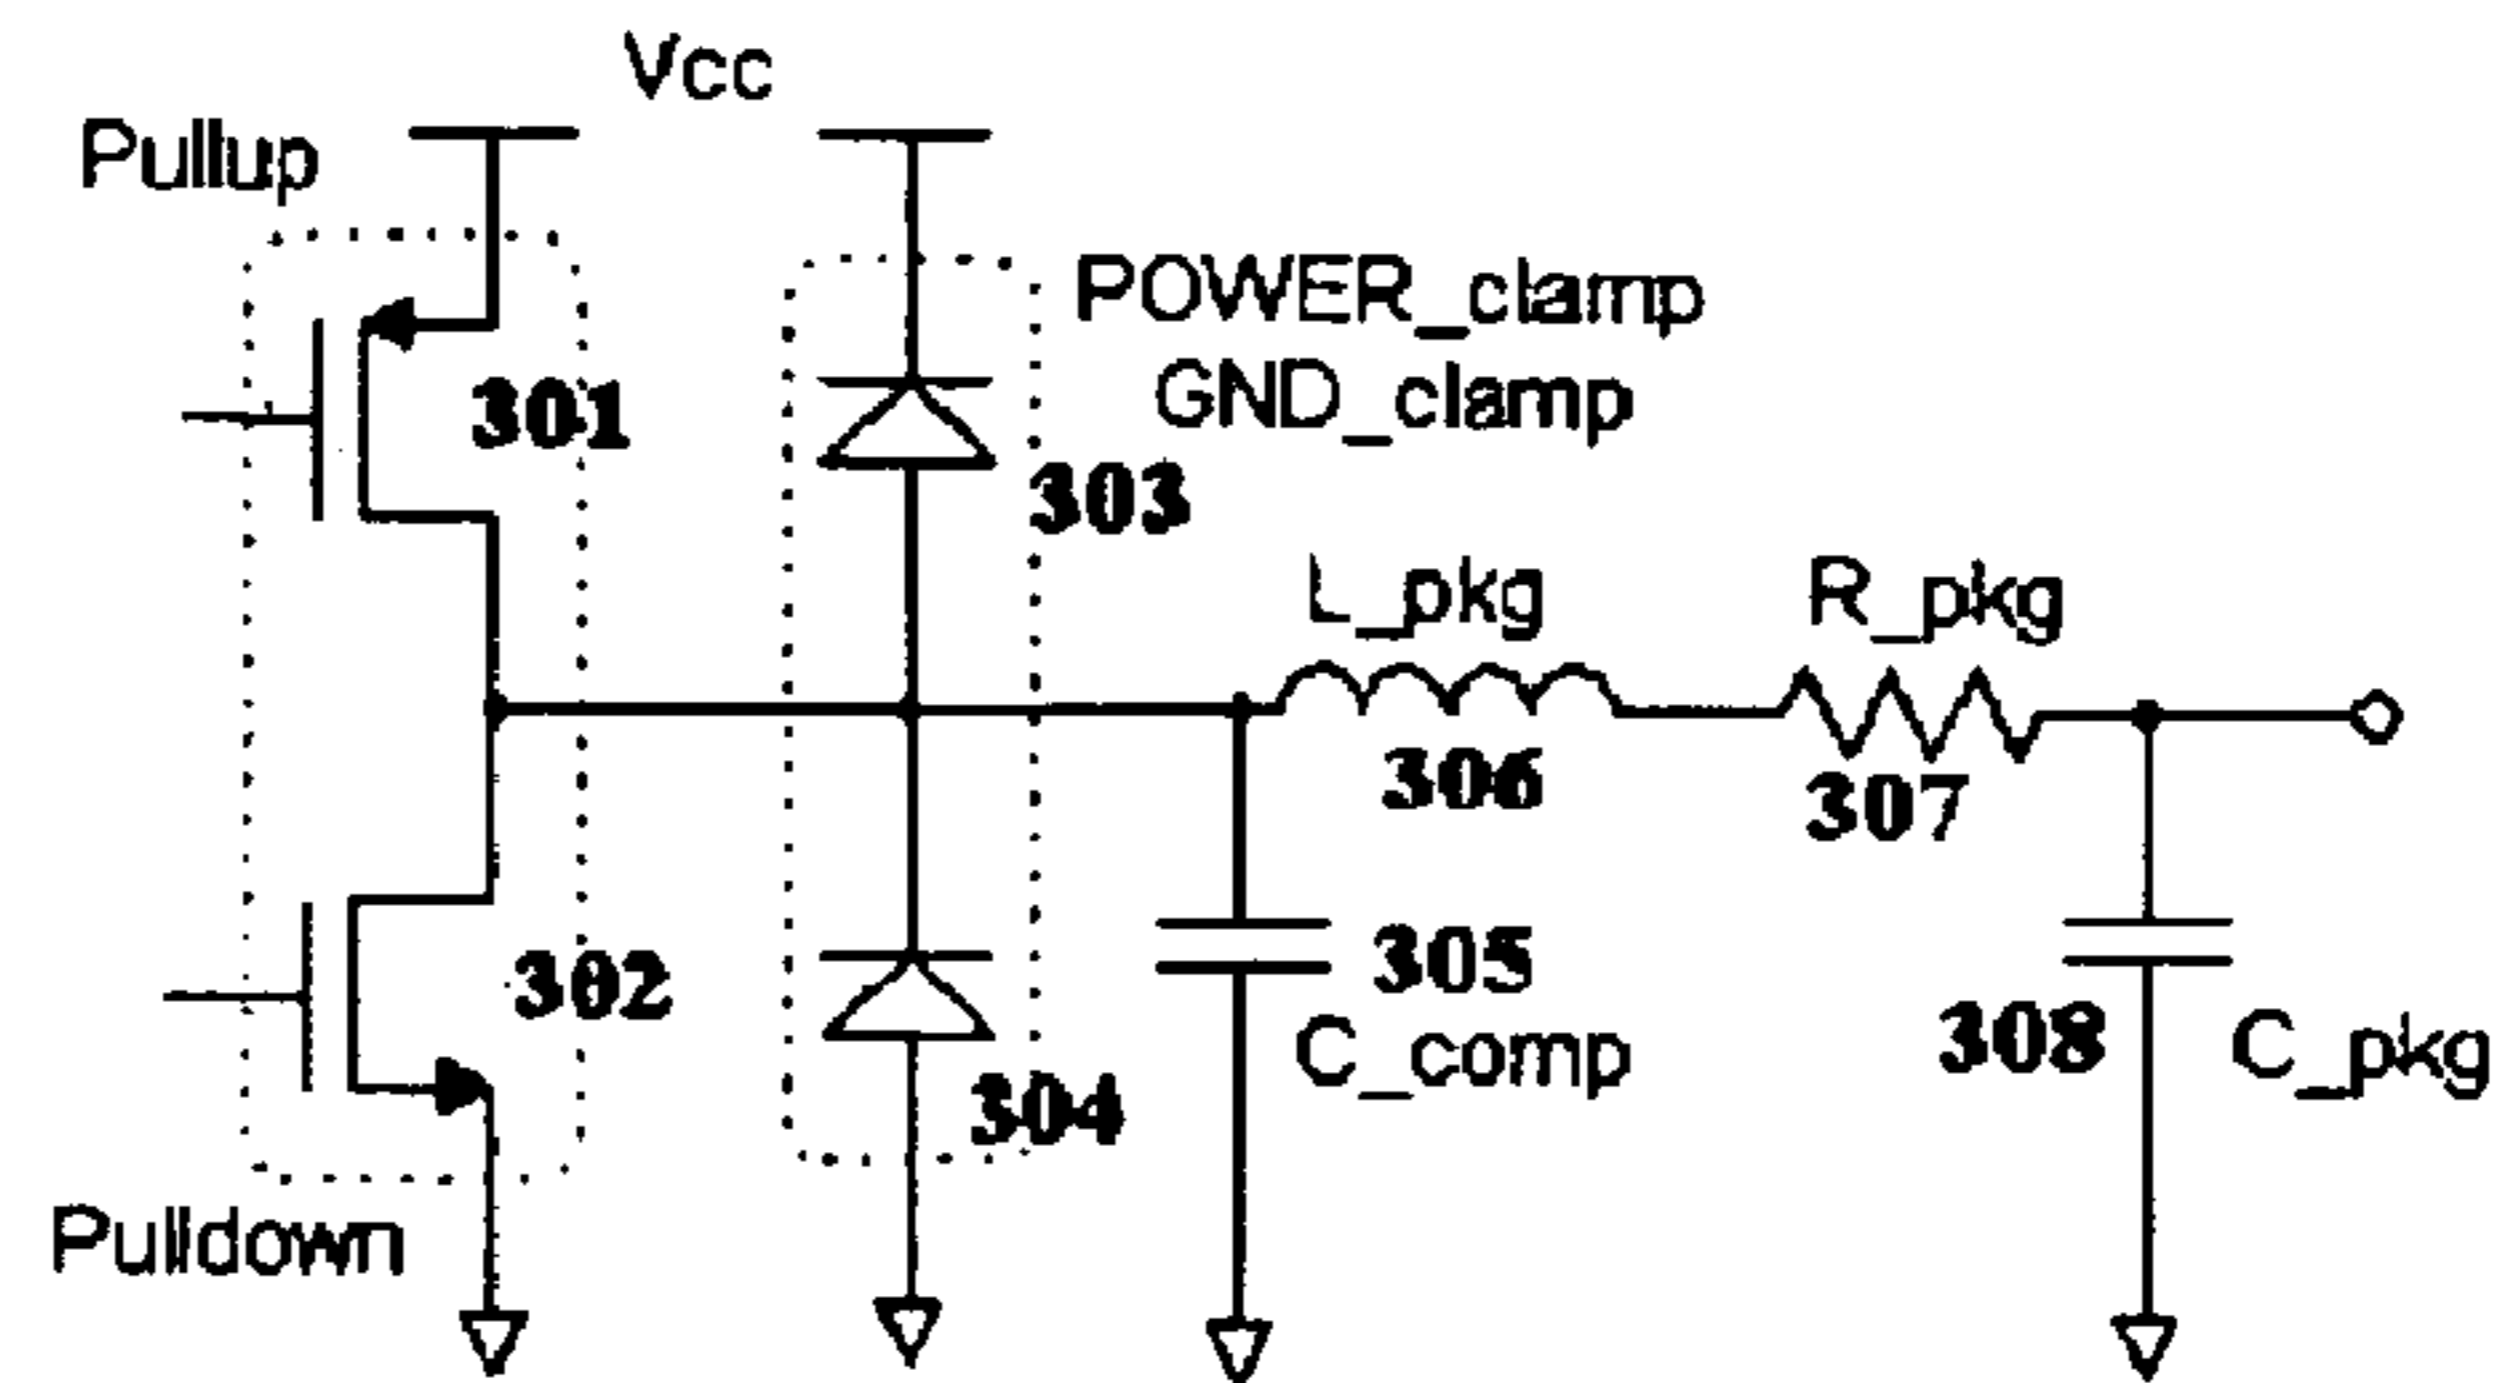 Vcc
Pullup
POWER_clamp
GND_clamp
301
303
L_pkg
R_pkg
306
307
302
305
308
C_comp
C_pkg
304
Pulldown